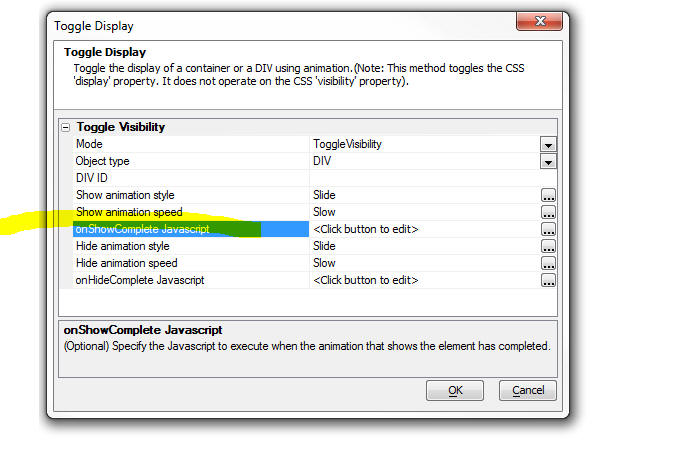 Toggle Display
Toggle Display
Toggle the display of a container or a DIV using animation.(Note: This method toggles the CSS
'display' property. It does not operate on the CSS 'visibility' property).
Toggle Visibility
Mode ToggleVisibility
Object type DIV
DIV ID
Show animation style Slide ...
Show animation speed Slow ...
onShowComplete Javascript <Click button to edit> ...
Hide animation style Slide ...
Hide animation speed Slow ...
onHideComplete Javascript <Click button to edit> ...
onShowComplete Javascript
(Optional) Specify the Javascript to execute when the animation that shows the element has completed.
OK Cancel